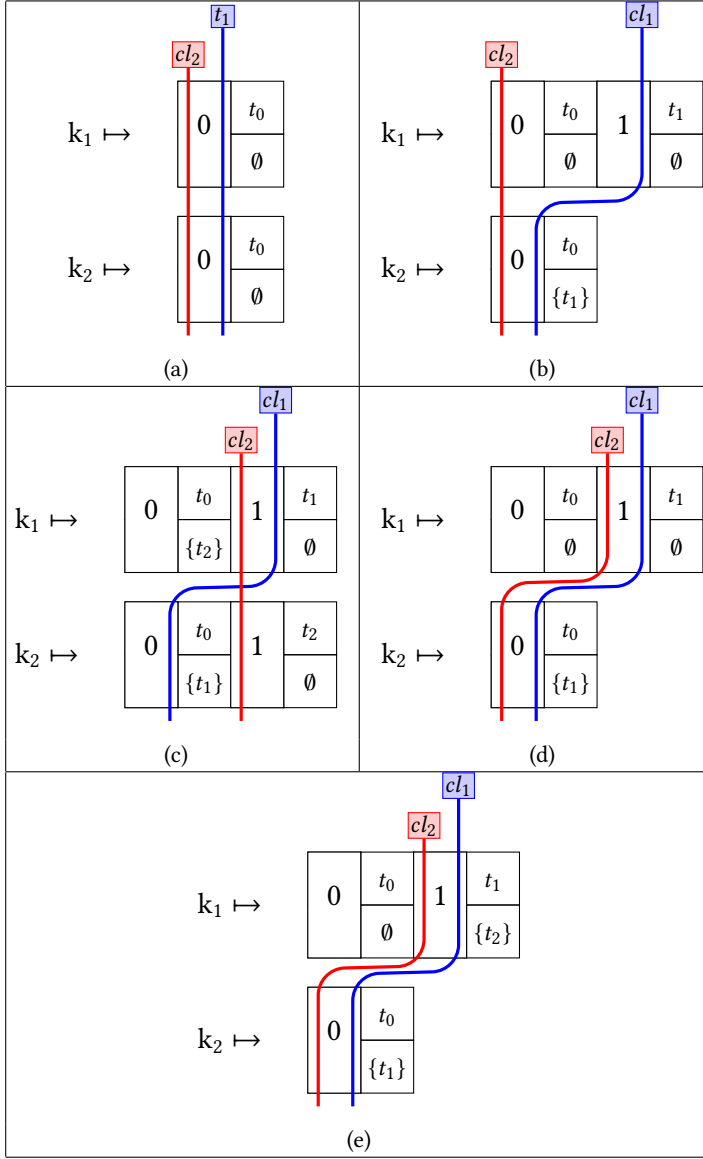 t₁
cl₂
k₁ ↦ 0 t₀ ∅
k₂ ↦ 0 t₀ ∅
(a)
cl₁
cl₂
k₁ ↦ 0 t₀ ∅ 1 t₁ ∅
k₂ ↦ 0 t₀ {t₁}
(b)
cl₁
cl₂
k₁ ↦ 0 t₀ {t₂} 1 t₁ ∅
k₂ ↦ 0 t₀ {t₁} 1 t₂ ∅
(c)
cl₁
cl₂
k₁ ↦ 0 t₀ ∅ 1 t₁ ∅
k₂ ↦ 0 t₀ {t₁}
(d)
cl₁
cl₂
k₁ ↦ 0 t₀ ∅ 1 t₁ {t₂}
k₂ ↦ 0 t₀ {t₁}
(e)